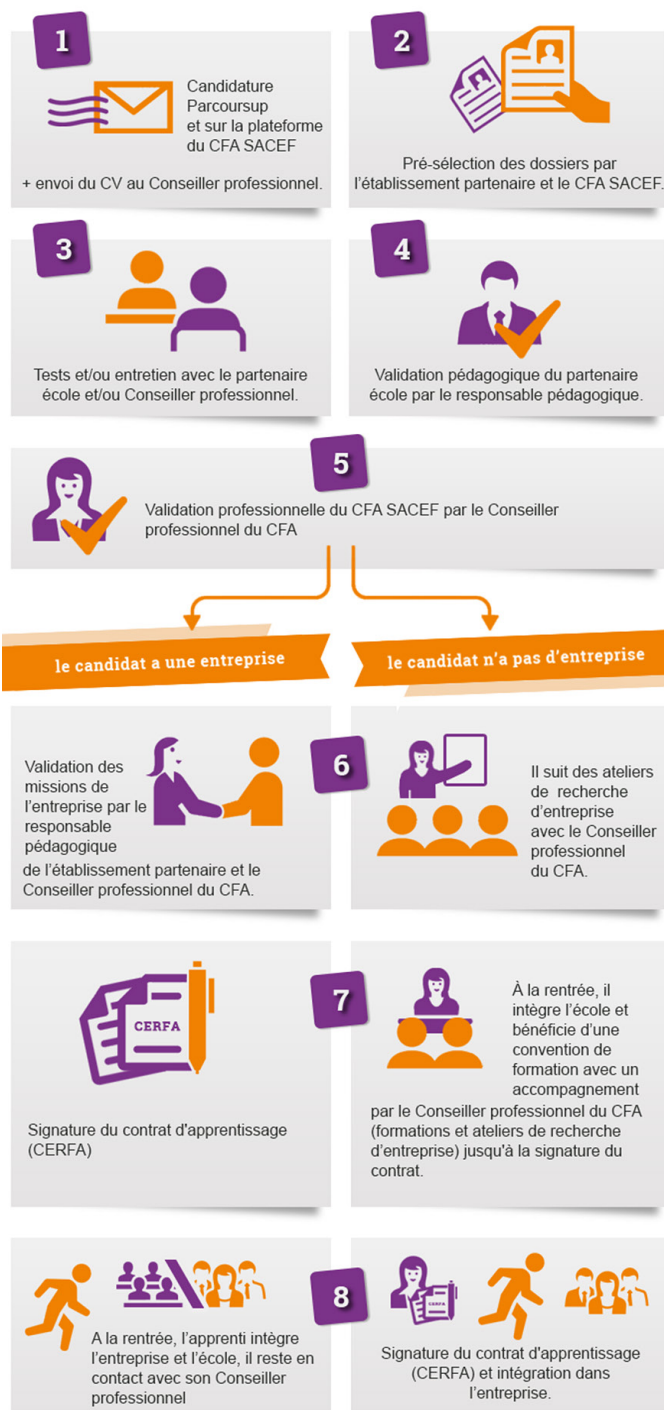 1
Candidature
Parcoursup
et sur la plateforme
du CFA SACEF
+ envoi du CV au Conseiller professionnel.
2
Pré-sélection des dossiers par
l'établissement partenaire et le CFA SACEF.
3
Tests et/ou entretien avec le partenaire
école et/ou Conseiller professionnel.
4
Validation pédagogique du partenaire
école par le responsable pédagogique.
5
Validation professionnelle du CFA SACEF par le Conseiller
professionnel du CFA
le candidat a une entreprise
le candidat n'a pas d'entreprise
6
Validation des
missions de
l'entreprise par le
responsable
pédagogique
de l'établissement partenaire et le
Conseiller professionnel du CFA.
Il suit des ateliers
de recherche
d'entreprise
avec le Conseiller
professionnel
du CFA.
7
CERFA
Signature du contrat d'apprentissage
(CERFA)
À la rentrée, il
intègre l'école et
bénéficie d'une
convention de
formation avec un
accompagnement
par le Conseiller professionnel du CFA
(formations et ateliers de recherche
d'entreprise) jusqu'à la signature du
contrat.
8
A la rentrée, l'apprenti intègre
l'entreprise et l'école, il reste en
contact avec son Conseiller
professionnel
CERFA
Signature du contrat d'apprentissage
(CERFA) et intégration dans
l'entreprise.